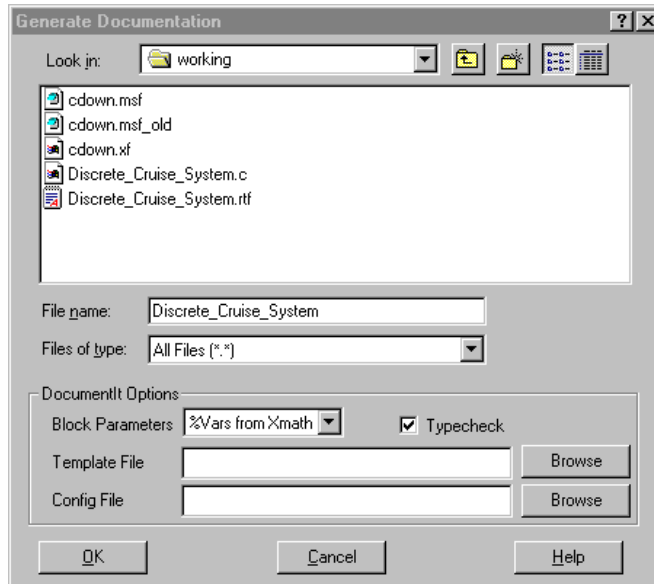 Generate Documentation
Look in: working
cdown.msf
cdown.msf_old
cdown.xf
Discrete_Cruise_System.c
Discrete_Cruise_System.rtf
File name: Discrete_Cruise_System
Files of type: All Files (*.*)
DocumentIt Options
Block Parameters %Vars from Xmath Typecheck
Template File Browse
Config File Browse
OK Cancel Help